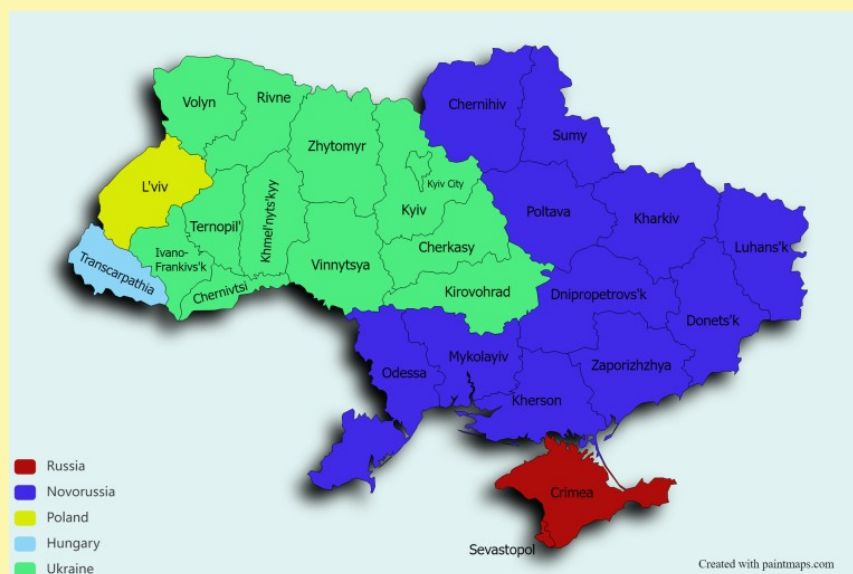 Chernihiv
Rivne
Volyn
Sumy
Zhytomyr
Kyiv City
L'viv
Poltava
Kharkiv
Kyiv
Ternopil'
Khmel'nyts'kyy
Cherkasy
Luhans'k
Ivano-
Frankivs'k
Transcarpathia
Vinnytsya
Chernivtsi
Kirovohrad
Dnipropetrovs'k
Donets'k
Mykolayiv
Zaporizhzhya
Odessa
Kherson
Crimea
Sevastopol
Russia
Novorussia
Poland
Hungary
Ukraine
Created with paintmaps.com